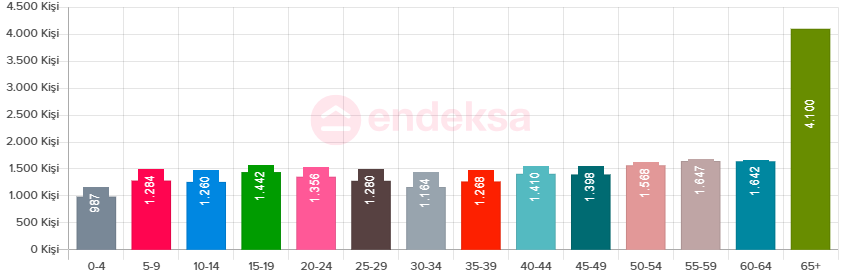 4.500 Kişi
4.000 Kişi
3.500 Kişi
3.000 Kişi
2.500 Kişi
2.000 Kişi
1.500 Kişi
1.000 Kişi
500 Kişi
0 Kişi
endeksa
987
1.284
1.260
1.442
1.356
1.280
1.164
1.268
1.410
1.398
1.568
1.647
1.642
4.100
0-4 5-9 10-14 15-19 20-24 25-29 30-34 35-39 40-44 45-49 50-54 55-59 60-64 65+